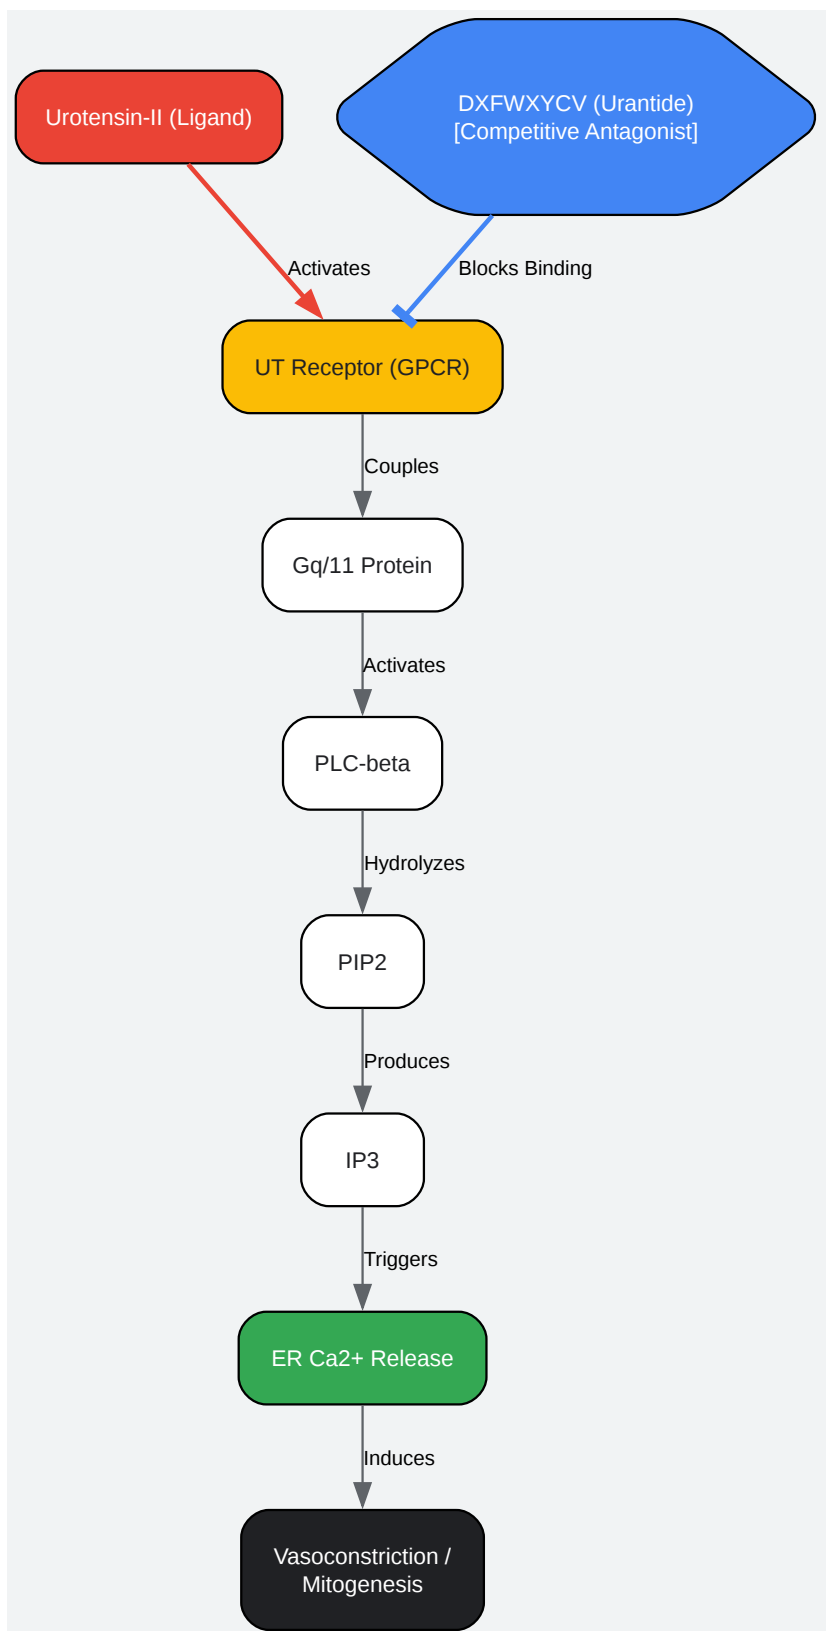 Urotensin-II (Ligand)
DXFWXYCV (Urantide)
[Competitive Antagonist]
Activates
Blocks Binding
UT Receptor (GPCR)
Couples
Gq/11 Protein
Activates
PLC-beta
Hydrolyzes
PIP2
Produces
IP3
Triggers
ER Ca2+ Release
Induces
Vasoconstriction /
Mitogenesis